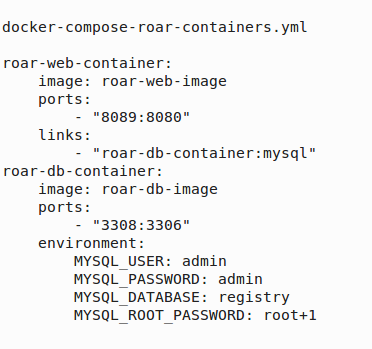 docker-compose-roar-containers.yml
roar-web-container:
    image: roar-web-image
    ports:
        - "8089:8080"
    links:
        - "roar-db-container:mysql"
roar-db-container:
    image: roar-db-image
    ports:
        - "3308:3306"
    environment:
        MYSQL_USER: admin
        MYSQL_PASSWORD: admin
        MYSQL_DATABASE: registry
        MYSQL_ROOT_PASSWORD: root+1